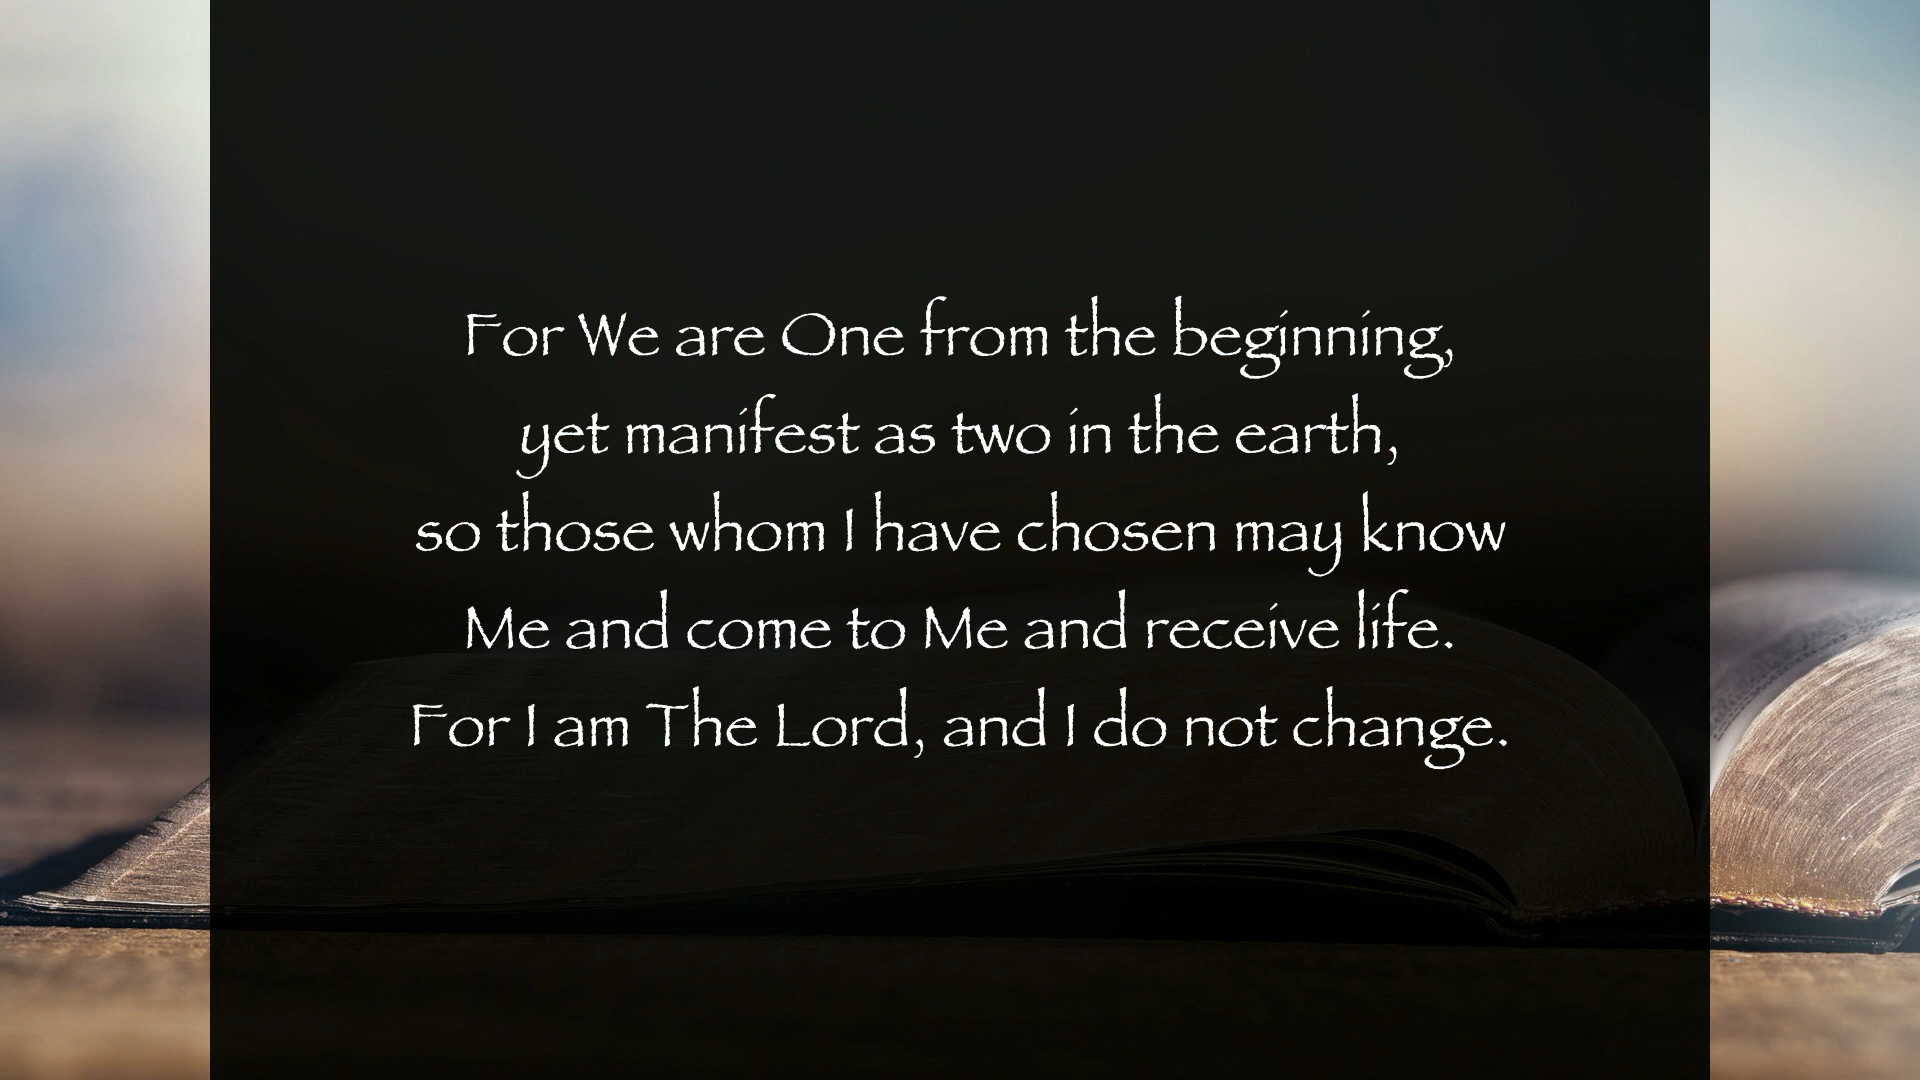 For We are One from the beginning,
yet manifest as two in the earth,
so those whom I have chosen may know
Me and come to Me and receive life.
For I am The Lord, and I do not change.